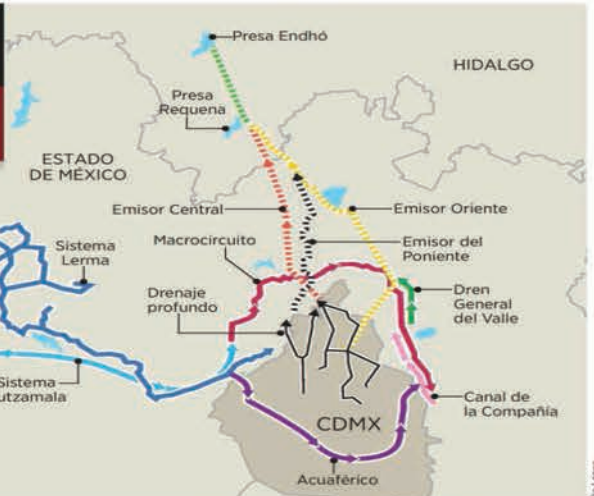 Presa Endhó
HIDALGO
Presa
Requena
ESTADO
DE MÉXICO
Emisor Central
Emisor Oriente
Sistema
Lerma
Macrocircuito
Emisor del
Poniente
Drenaje
profundo
Dren
General
del Valle
Sistema
utzamala
Canal de
la Compañía
CDMX
Acuaférico